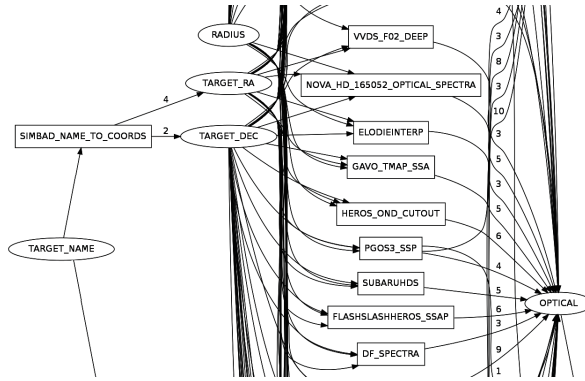 4
RADIUS
VVDS_F02_DEEP
3
8
TARGET_RA
NOVA_HD_165052_OPTICAL_SPECTRA
3
4
10
SIMBAD_NAME_TO_COORDS
2
TARGET_DEC
ELODIEINTERP
3
5
GAVO_TMAP_SSA
3
HEROS_OND_CUTOUT
5
6
TARGET_NAME
PGOS3_SSP
4
SUBARUHDS
5
OPTICAL
6
FLASHSLASHHEROS_SSAP
3
DF_SPECTRA
9
1